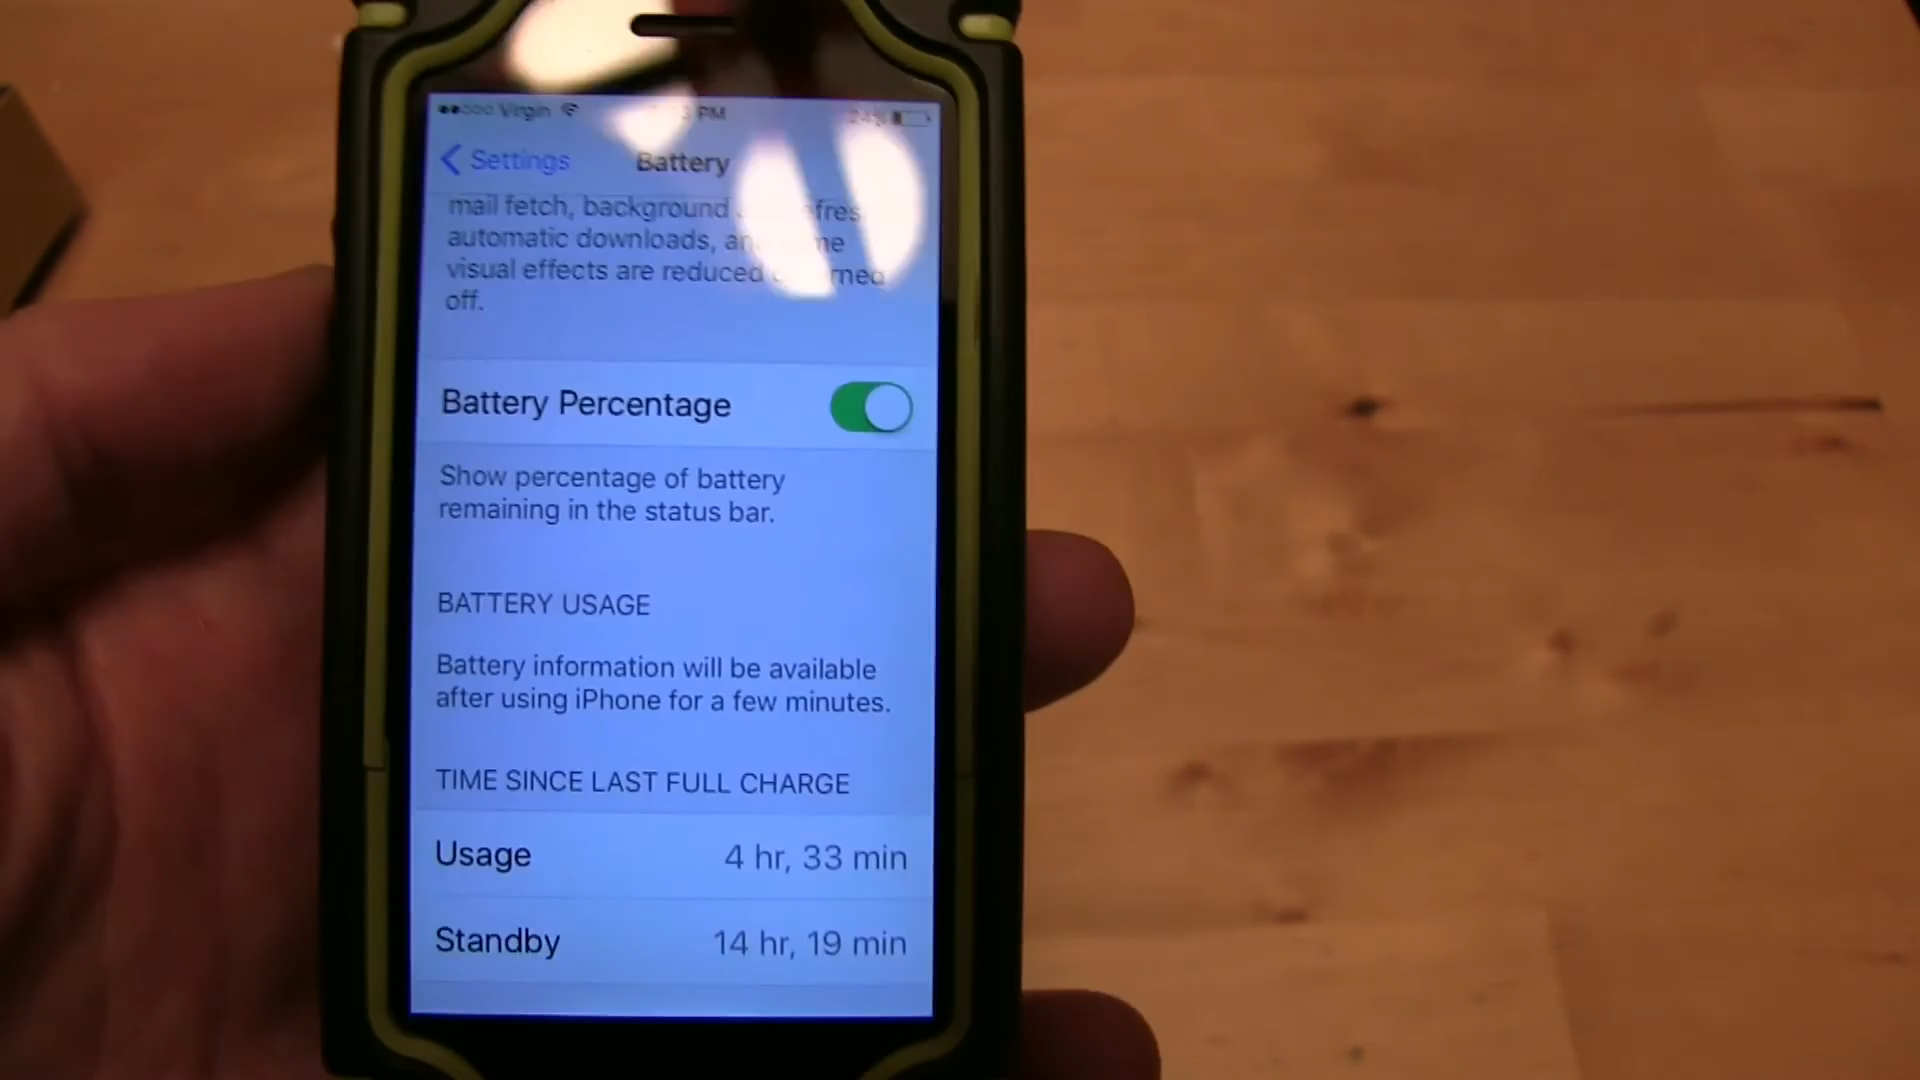 Virgin PM 24%
Settings Battery
mail fetch, background
automatic downloads,
visual effects are reduced
off.
Battery Percentage
Show percentage of battery
remaining in the status bar.
BATTERY USAGE
Battery information will be available
after using iPhone for a few minutes.
TIME SINCE LAST FULL CHARGE
Usage 4 hr, 33 min
Standby 14 hr, 19 min